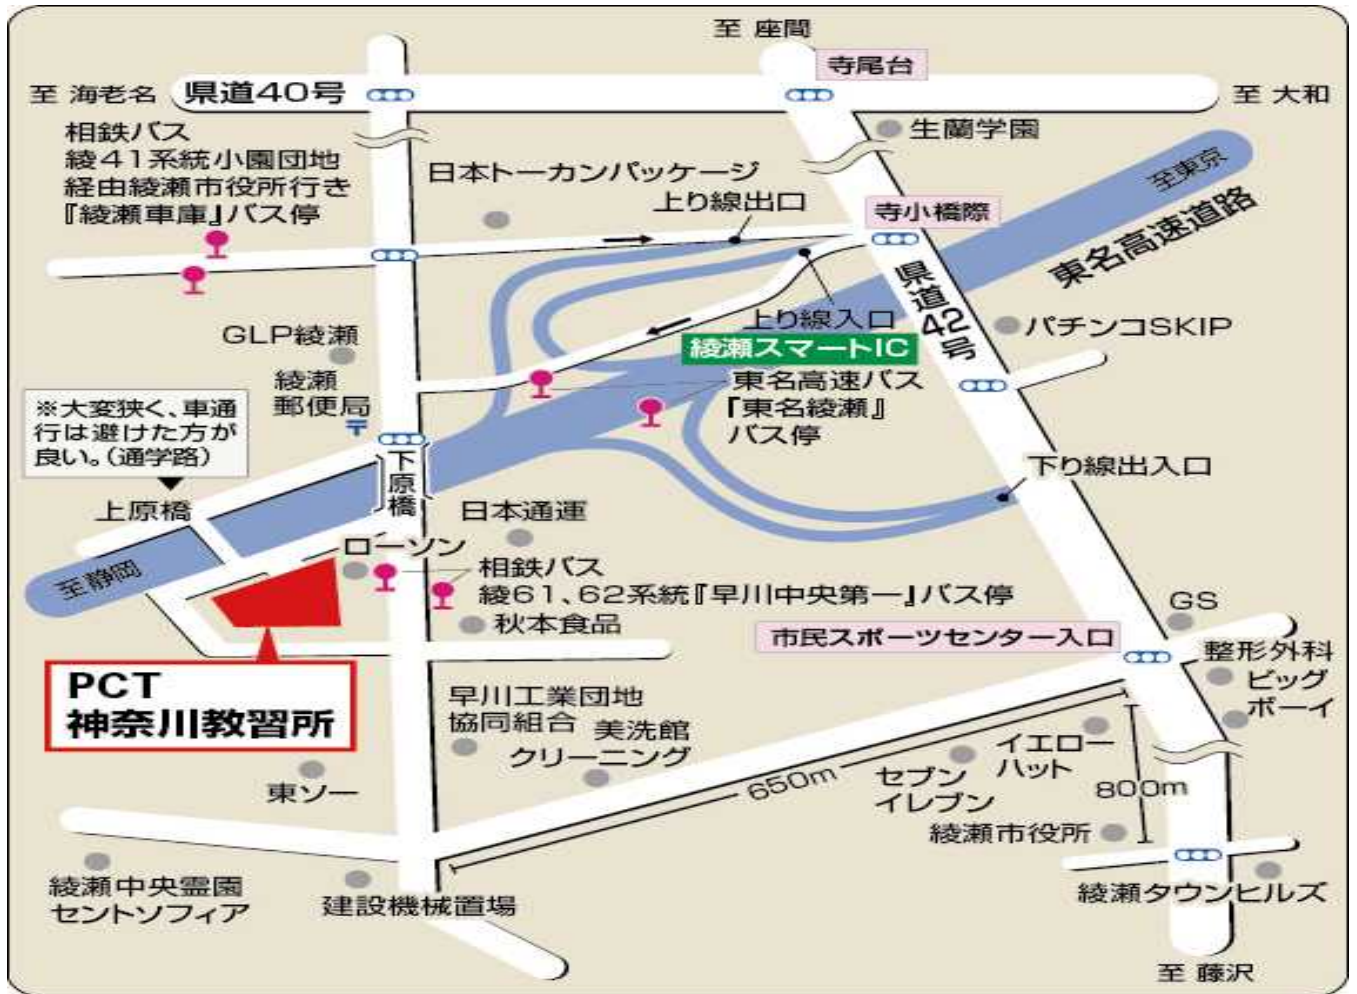 至 座間
寺尾台
至 海老名
県道40号
至 大和
相鉄バス
綾41系統小園団地
経由綾瀬市役所行き
『綾瀬車庫』バス停
生蘭学園
日本トーカンパッケージ
上り線出口
寺小橋際
至東京
東名高速道路
県道42号
GLP綾瀬
上り線入口
パチンコSKIP
綾瀬スマートIC
綾瀬
郵便局
〒
東名高速バス
『東名綾瀬』
バス停
※大変狭く、車通
行は避けた方が
良い。(通学路)
上原橋
下原橋
下り線出入口
日本通運
ローソン
至静岡
相鉄バス
綾61、62系統『早川中央第一』バス停
秋本食品
GS
市民スポーツセンター入口
整形外科
ビッグ
ボーイ
PCT
神奈川教習所
早川工業団地
協同組合
美洗館
クリーニング
イエロー
ハット
セブン
イレブン
650m
800m
東ソー
綾瀬市役所
綾瀬中央霊園
セントソフィア
建設機械置場
綾瀬タウンヒルズ
至 藤沢